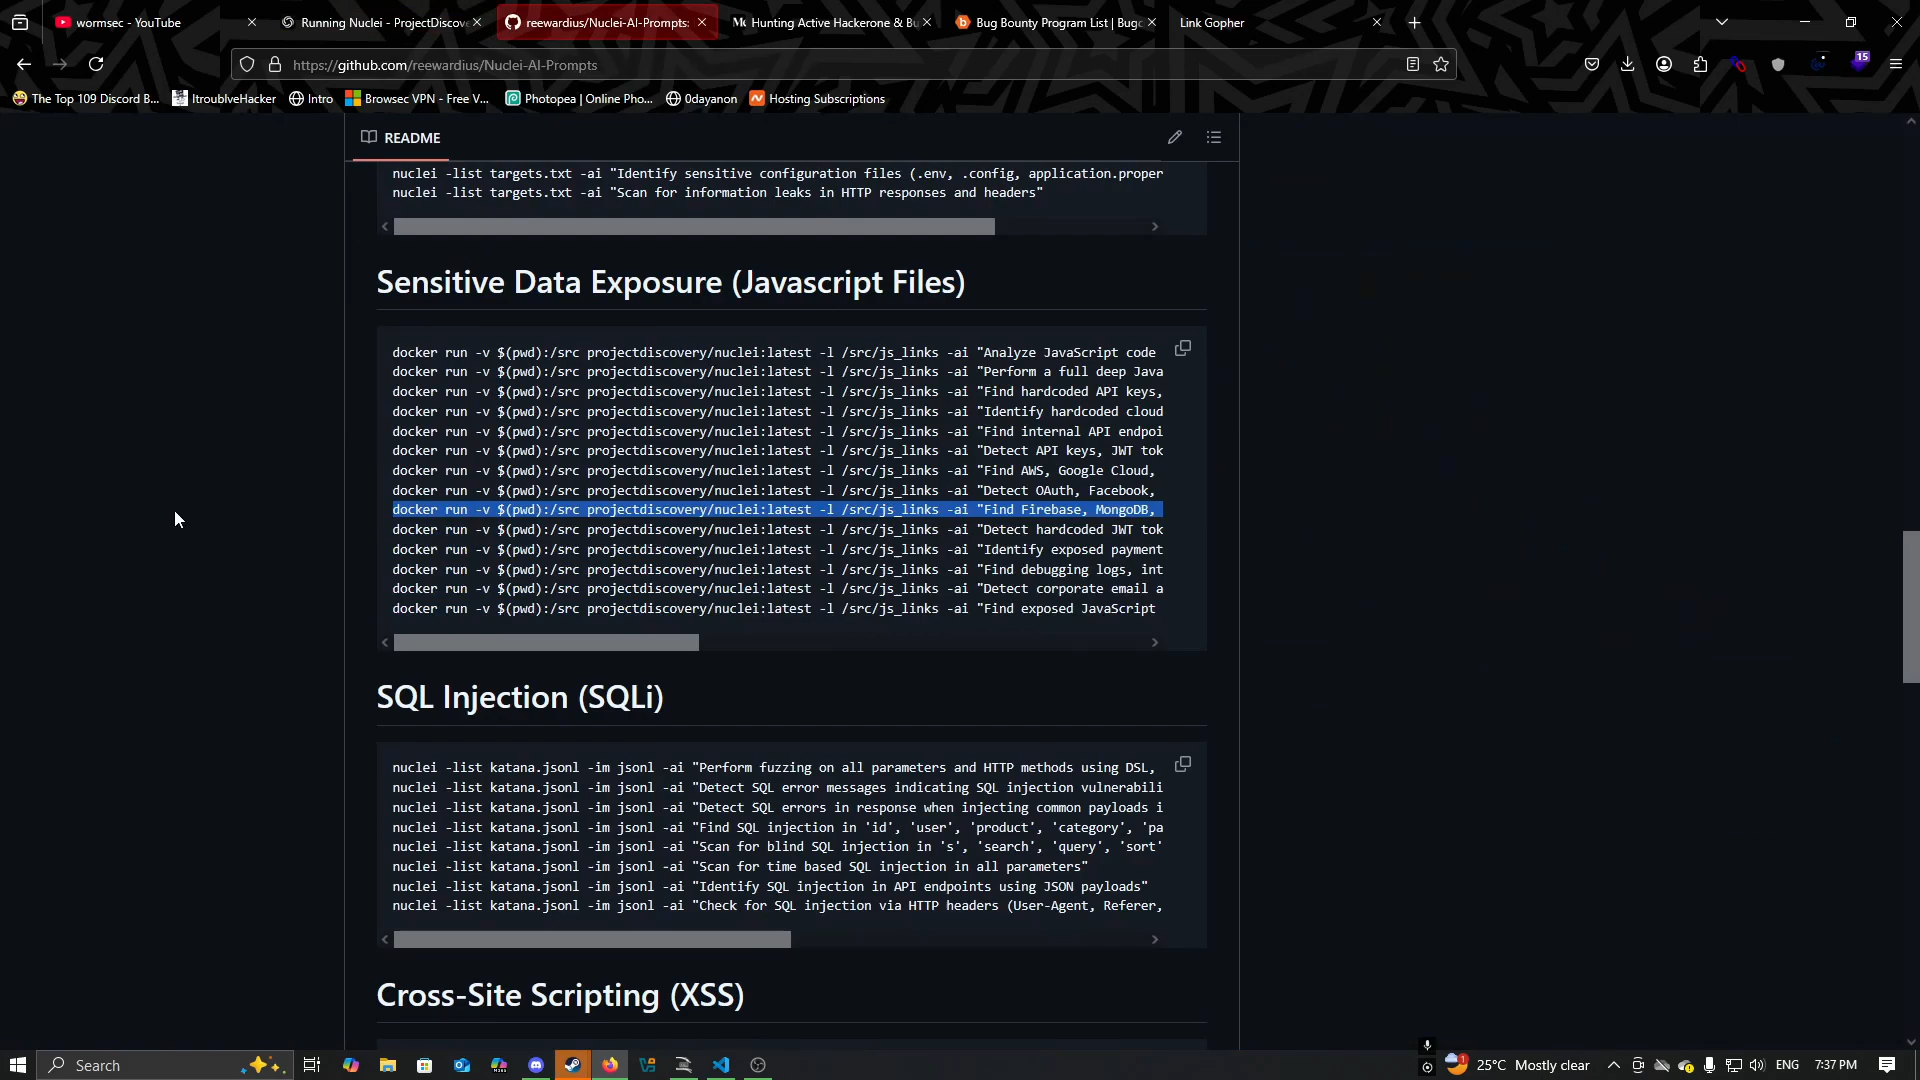 wormsec - YouTube
Running Nuclei - ProjectDiscove
reewardius/Nuclei-AI-Prompts:
Hunting Active Hackerone & Bu
Bug Bounty Program List | Bugc
Link Gopher
https://github.com/reewardius/Nuclei-AI-Prompts
15
The Top 109 Discord B...
ItroublveHacker
Intro
Browsec VPN - Free V...
Photopea | Online Pho...
0dayanon
Hosting Subscriptions
README
nuclei -list targets.txt -ai "Identify sensitive configuration files (.env, .config, application.proper
nuclei -list targets.txt -ai "Scan for information leaks in HTTP responses and headers"
Sensitive Data Exposure (Javascript Files)
docker run -v $(pwd):/src projectdiscovery/nuclei:latest -l /src/js_links -ai "Analyze JavaScript code
docker run -v $(pwd):/src projectdiscovery/nuclei:latest -l /src/js_links -ai "Perform a full deep Java
docker run -v $(pwd):/src projectdiscovery/nuclei:latest -l /src/js_links -ai "Find hardcoded API keys,
docker run -v $(pwd):/src projectdiscovery/nuclei:latest -l /src/js_links -ai "Identify hardcoded cloud
docker run -v $(pwd):/src projectdiscovery/nuclei:latest -l /src/js_links -ai "Find internal API endpoi
docker run -v $(pwd):/src projectdiscovery/nuclei:latest -l /src/js_links -ai "Detect API keys, JWT tok
docker run -v $(pwd):/src projectdiscovery/nuclei:latest -l /src/js_links -ai "Find AWS, Google Cloud,
docker run -v $(pwd):/src projectdiscovery/nuclei:latest -l /src/js_links -ai "Detect OAuth, Facebook,
docker run -v $(pwd):/src projectdiscovery/nuclei:latest -l /src/js_links -ai "Find Firebase, MongoDB,
docker run -v $(pwd):/src projectdiscovery/nuclei:latest -l /src/js_links -ai "Detect hardcoded JWT tok
docker run -v $(pwd):/src projectdiscovery/nuclei:latest -l /src/js_links -ai "Identify exposed payment
docker run -v $(pwd):/src projectdiscovery/nuclei:latest -l /src/js_links -ai "Find debugging logs, int
docker run -v $(pwd):/src projectdiscovery/nuclei:latest -l /src/js_links -ai "Detect corporate email a
docker run -v $(pwd):/src projectdiscovery/nuclei:latest -l /src/js_links -ai "Find exposed JavaScript
SQL Injection (SQLi)
nuclei -list katana.jsonl -im jsonl -ai "Perform fuzzing on all parameters and HTTP methods using DSL,
nuclei -list katana.jsonl -im jsonl -ai "Detect SQL error messages indicating SQL injection vulnerabili
nuclei -list katana.jsonl -im jsonl -ai "Detect SQL errors in response when injecting common payloads i
nuclei -list katana.jsonl -im jsonl -ai "Find SQL injection in 'id', 'user', 'product', 'category', 'pa
nuclei -list katana.jsonl -im jsonl -ai "Scan for blind SQL injection in 's', 'search', 'query', 'sort'
nuclei -list katana.jsonl -im jsonl -ai "Scan for time based SQL injection in all parameters"
nuclei -list katana.jsonl -im jsonl -ai "Identify SQL injection in API endpoints using JSON payloads"
nuclei -list katana.jsonl -im jsonl -ai "Check for SQL injection via HTTP headers (User-Agent, Referer,
Cross-Site Scripting (XSS)
Search
25°C Mostly clear
ENG
7:37 PM